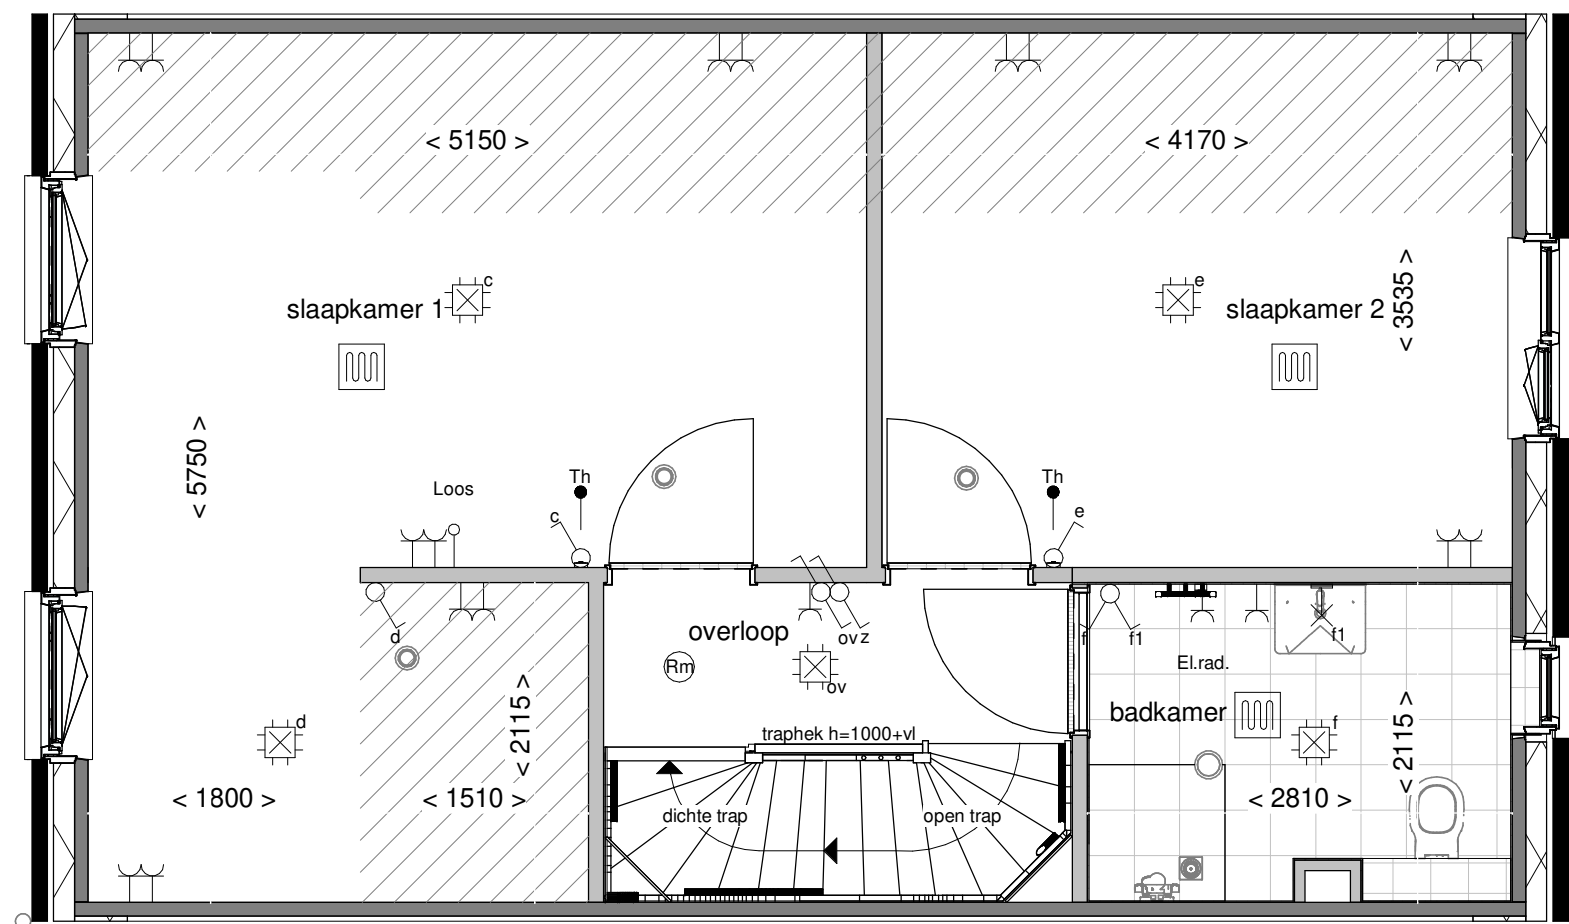 < 5150 >
< 4170 >
c
e
slaapkamer 1
slaapkamer 2
< 3535 >
< 5750 >
Loos
Th
Th
c
e
d
overloop
ov z
f
f1
f1
Rm
ov
El.rad.
badkamer
f
d
< 2115 >
< 2115 >
traphek h=1000+vl
< 1800 >
< 1510 >
dichte trap
open trap
< 2810 >